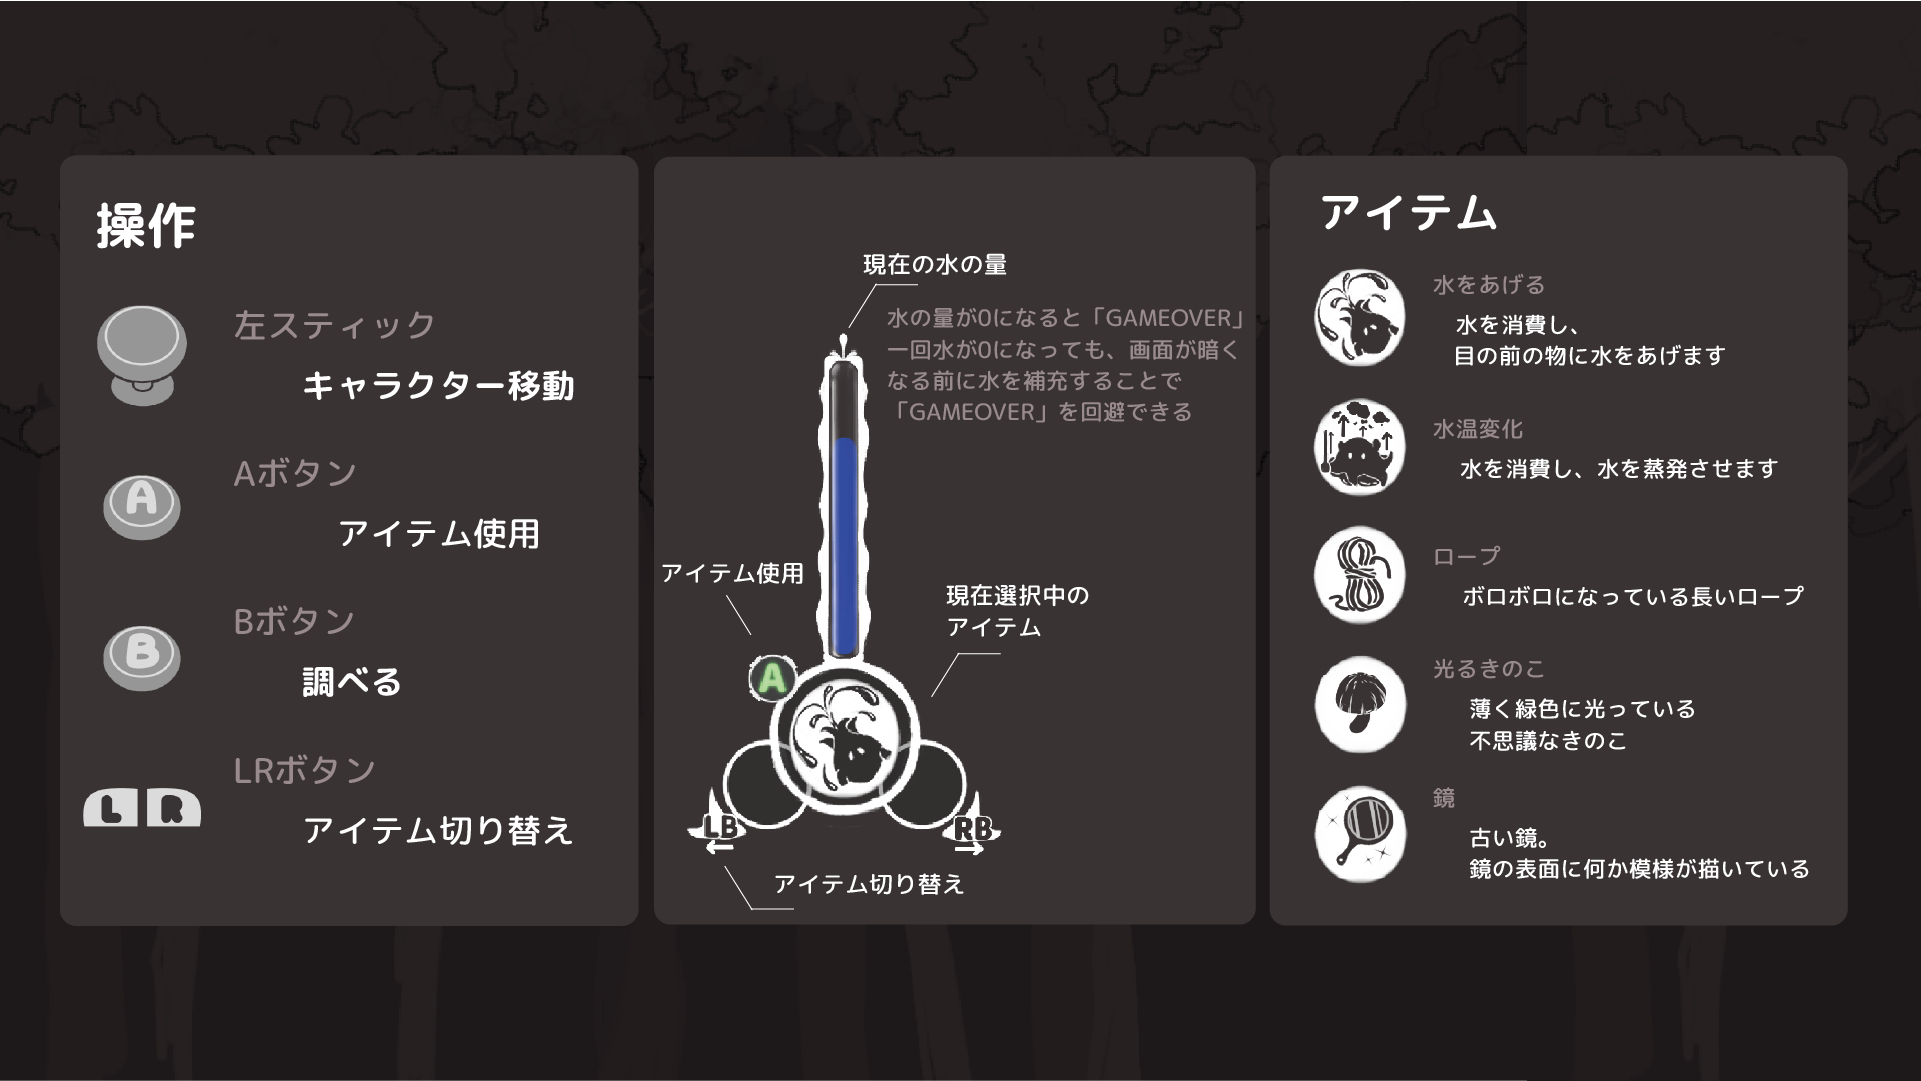 操作
左スティック
キャラクター移動
A
Aボタン
アイテム使用
B
Bボタン
調べる
L R
LRボタン
アイテム切り替え
現在の水の量
水の量が0になると「GAMEOVER」
一回水が0になっても、画面が暗く
なる前に水を補充することで
「GAMEOVER」を回避できる
アイテム使用
現在選択中の
アイテム
A
LB
RB
アイテム切り替え
アイテム
水をあげる
水を消費し、
目の前の物に水をあげます
水温変化
水を消費し、水を蒸発させます
ロープ
ボロボロになっている長いロープ
光るきのこ
薄く緑色に光っている
不思議なきのこ
鏡
古い鏡。
鏡の表面に何か模様が描いている